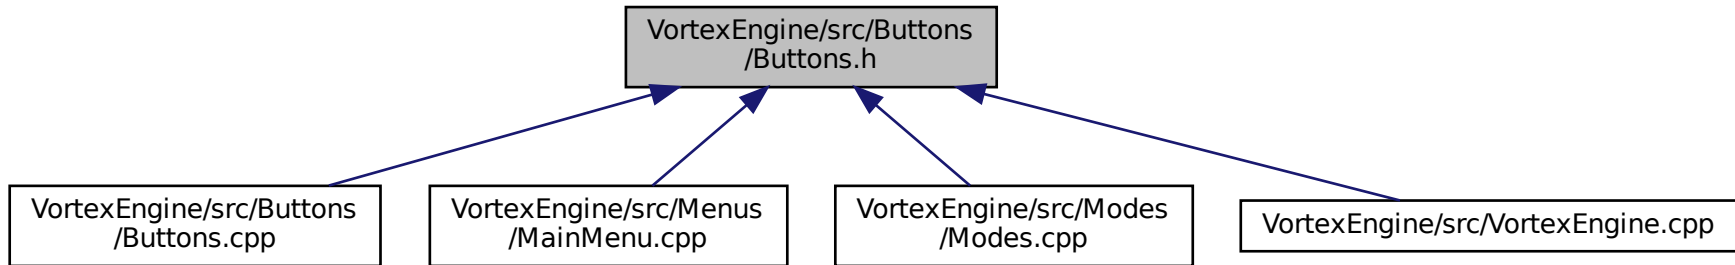 VortexEngine/src/Buttons
/Buttons.h
VortexEngine/src/Buttons
/Buttons.cpp
VortexEngine/src/Menus
/MainMenu.cpp
VortexEngine/src/Modes
/Modes.cpp
VortexEngine/src/VortexEngine.cpp